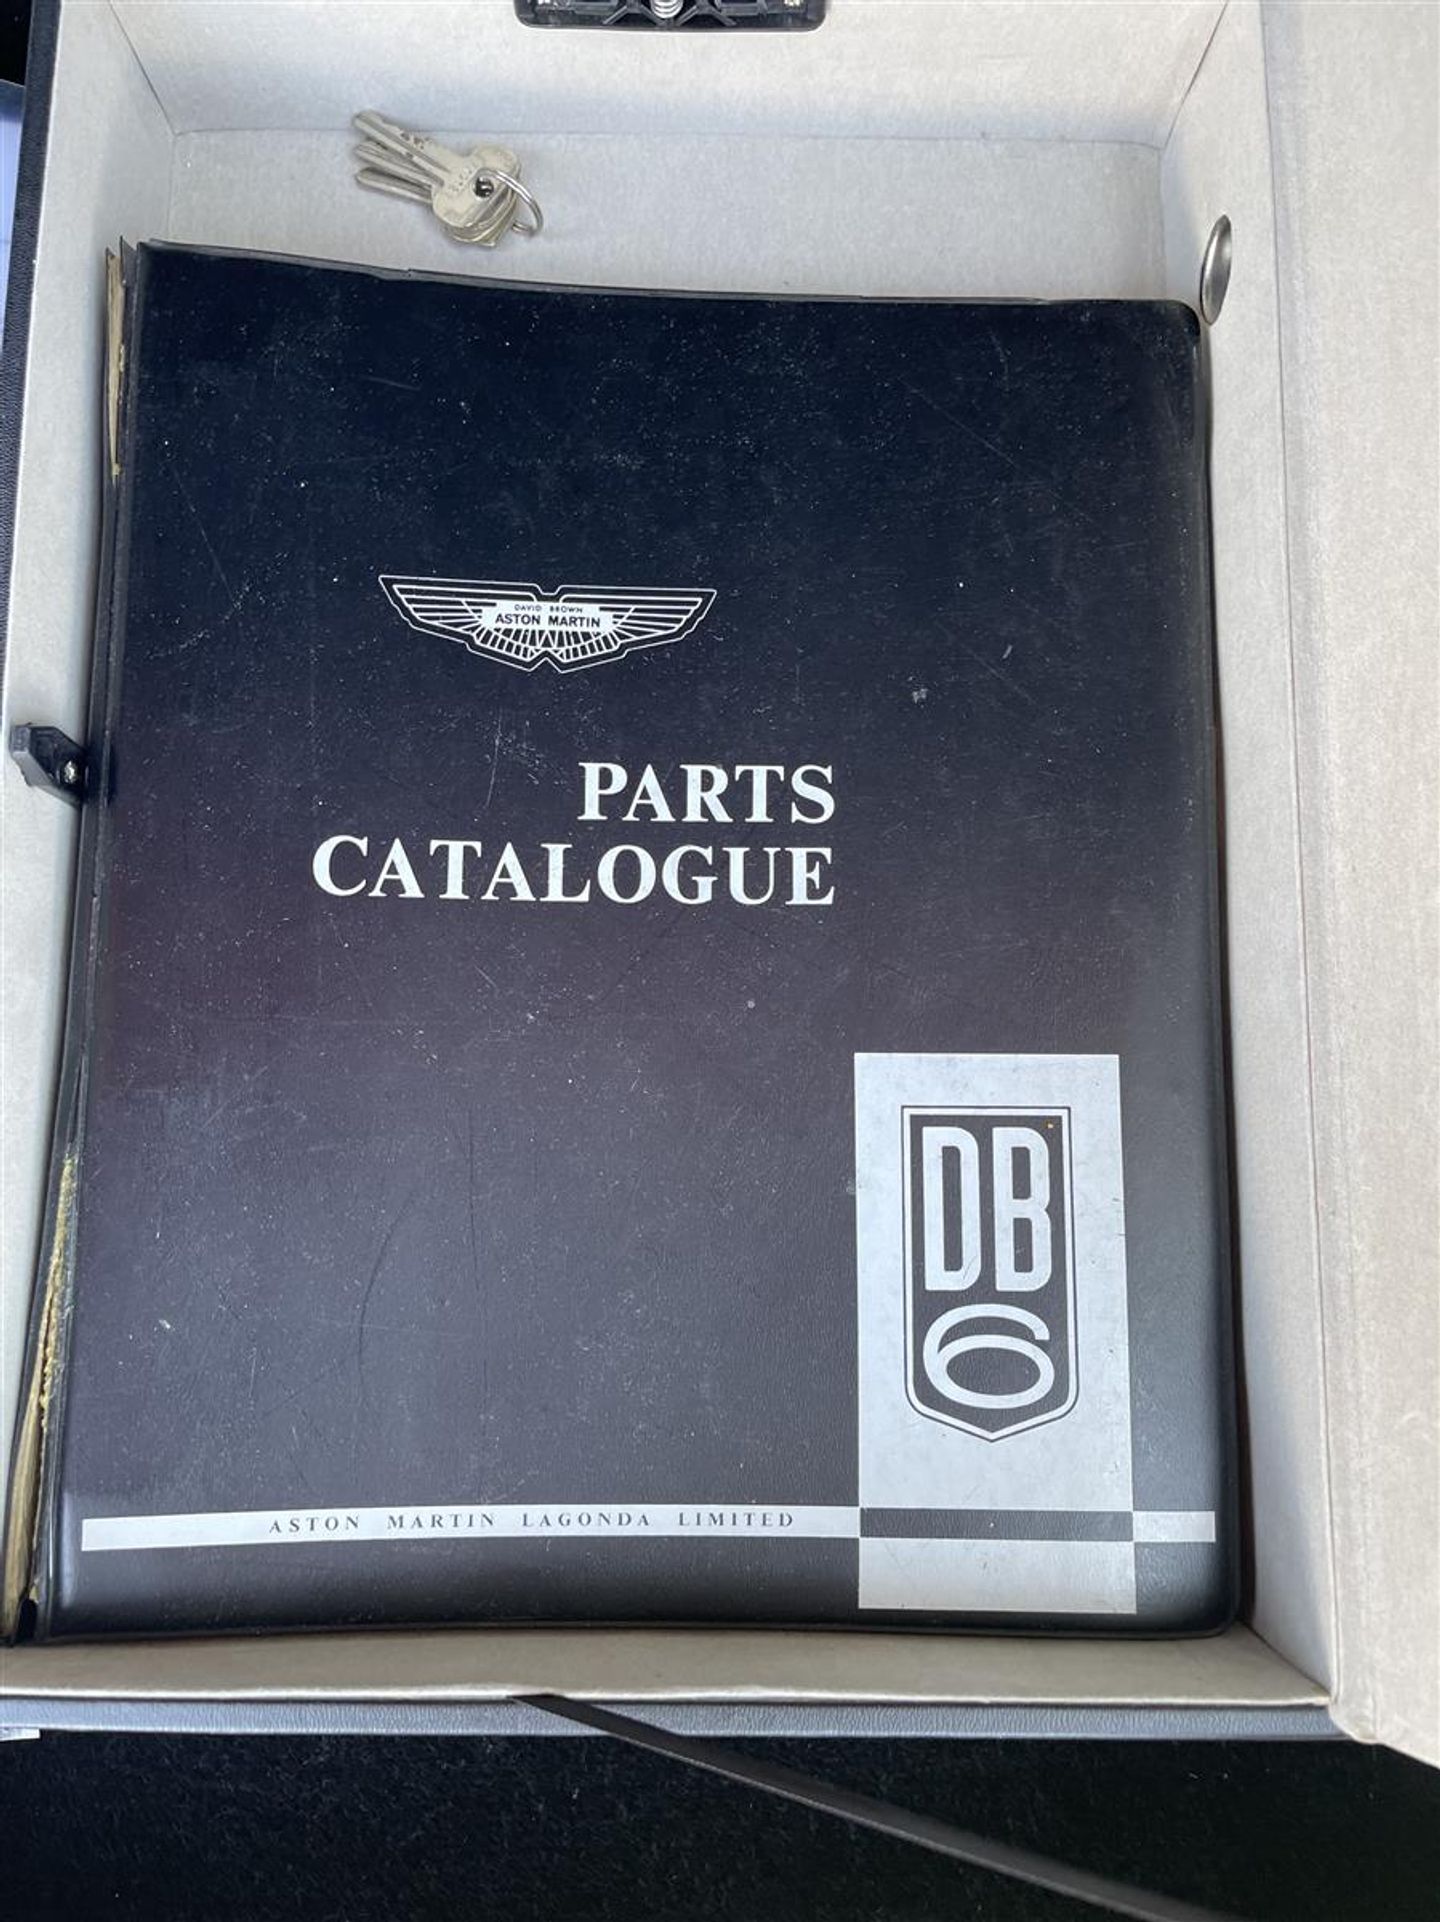 DAVID BROWN
ASTON MARTIN
PARTS
CATALOGUE
DB
6
ASTON MARTIN LAGONDA LIMITED